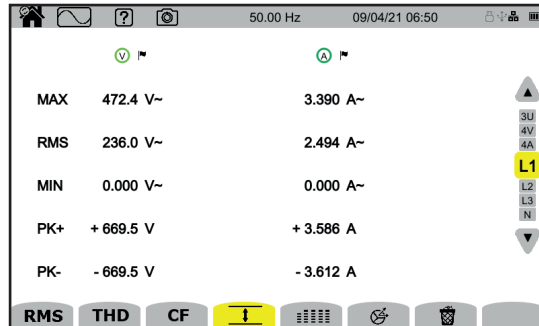 ? 50.00 Hz 09/04/21 06:50
V A
MAX 472.4 V~ 3.390 A~
RMS 236.0 V~ 2.494 A~
MIN 0.000 V~ 0.000 A~
PK+ + 669.5 V + 3.586 A
PK- - 669.5 V - 3.612 A
3U
4V
4A
L1
L2
L3
N
RMS THD CF